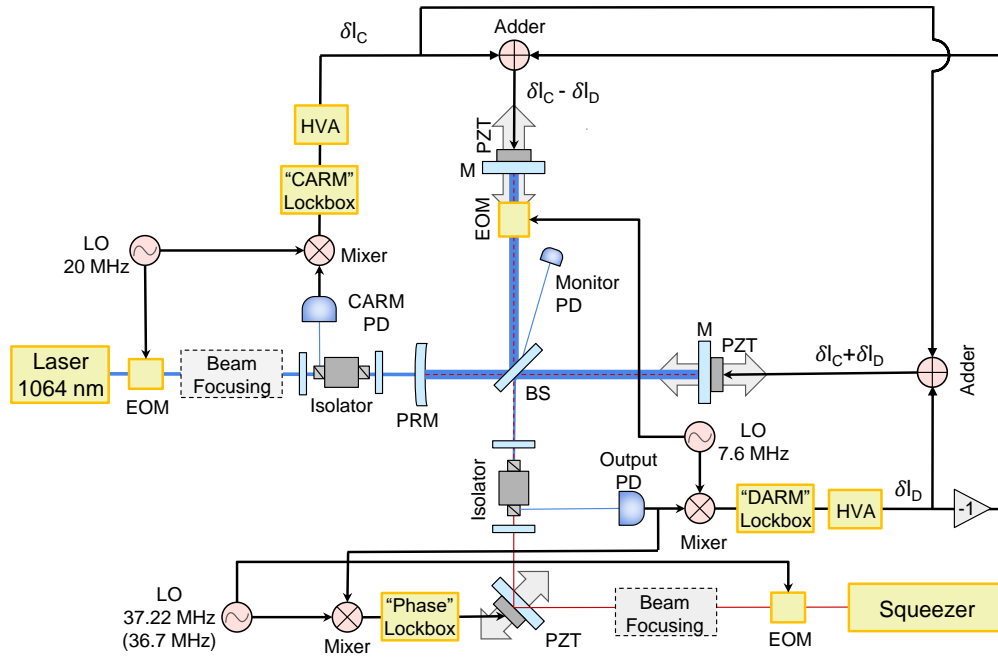 δI_C
Adder
δI_C - δI_D
HVA
PZT
M
"CARM"
Lockbox
EOM
LO
20 MHz
Mixer
Monitor
PD
CARM
PD
M
PZT
δI_C+δI_D
Adder
Laser
1064 nm
EOM
Beam
Focusing
Isolator
PRM
BS
LO
7.6 MHz
Output
PD
Isolator
Mixer
"DARM"
Lockbox
HVA
δI_D
-1
LO
37.22 MHz
(36.7 MHz)
Mixer
"Phase"
Lockbox
PZT
Beam
Focusing
EOM
Squeezer